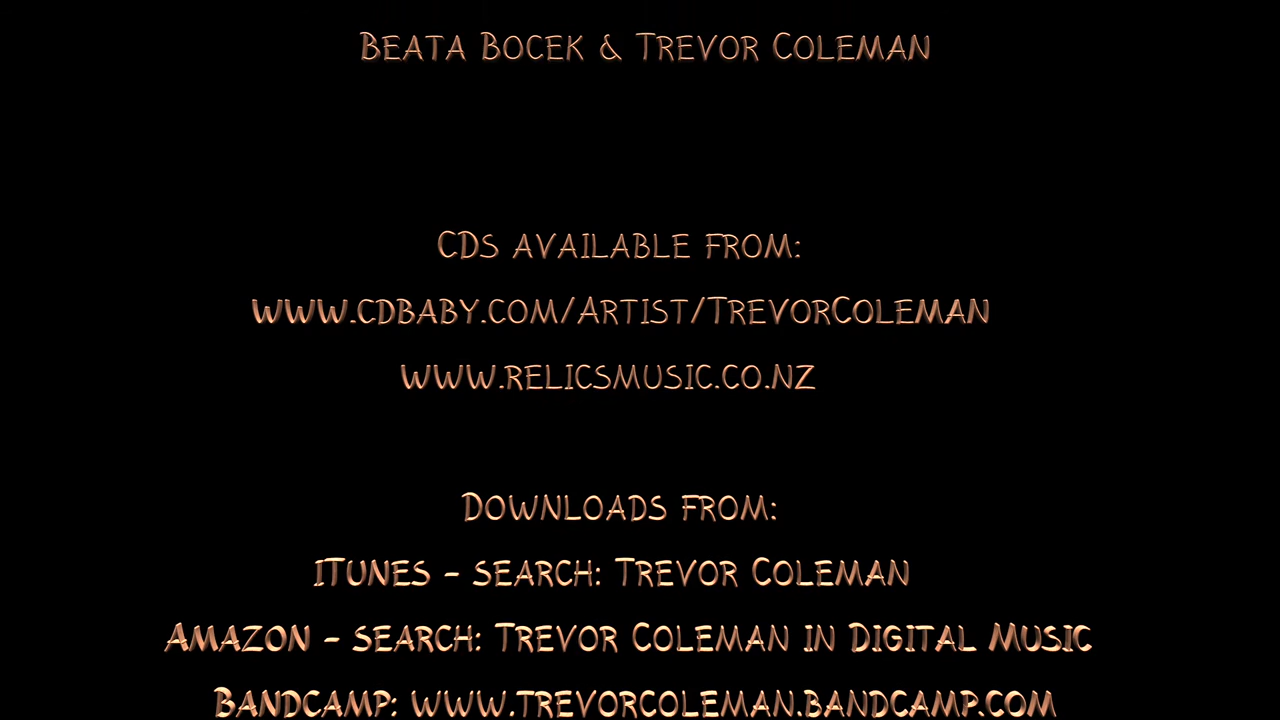 Beata Bocek & Trevor Coleman
CDs available from:
www.cdbaby.com/Artist/TrevorColeman
www.relicsmusic.co.nz
Downloads from:
iTunes - search: Trevor Coleman
Amazon - search: Trevor Coleman in Digital Music
Bandcamp: www.trevorcoleman.bandcamp.com